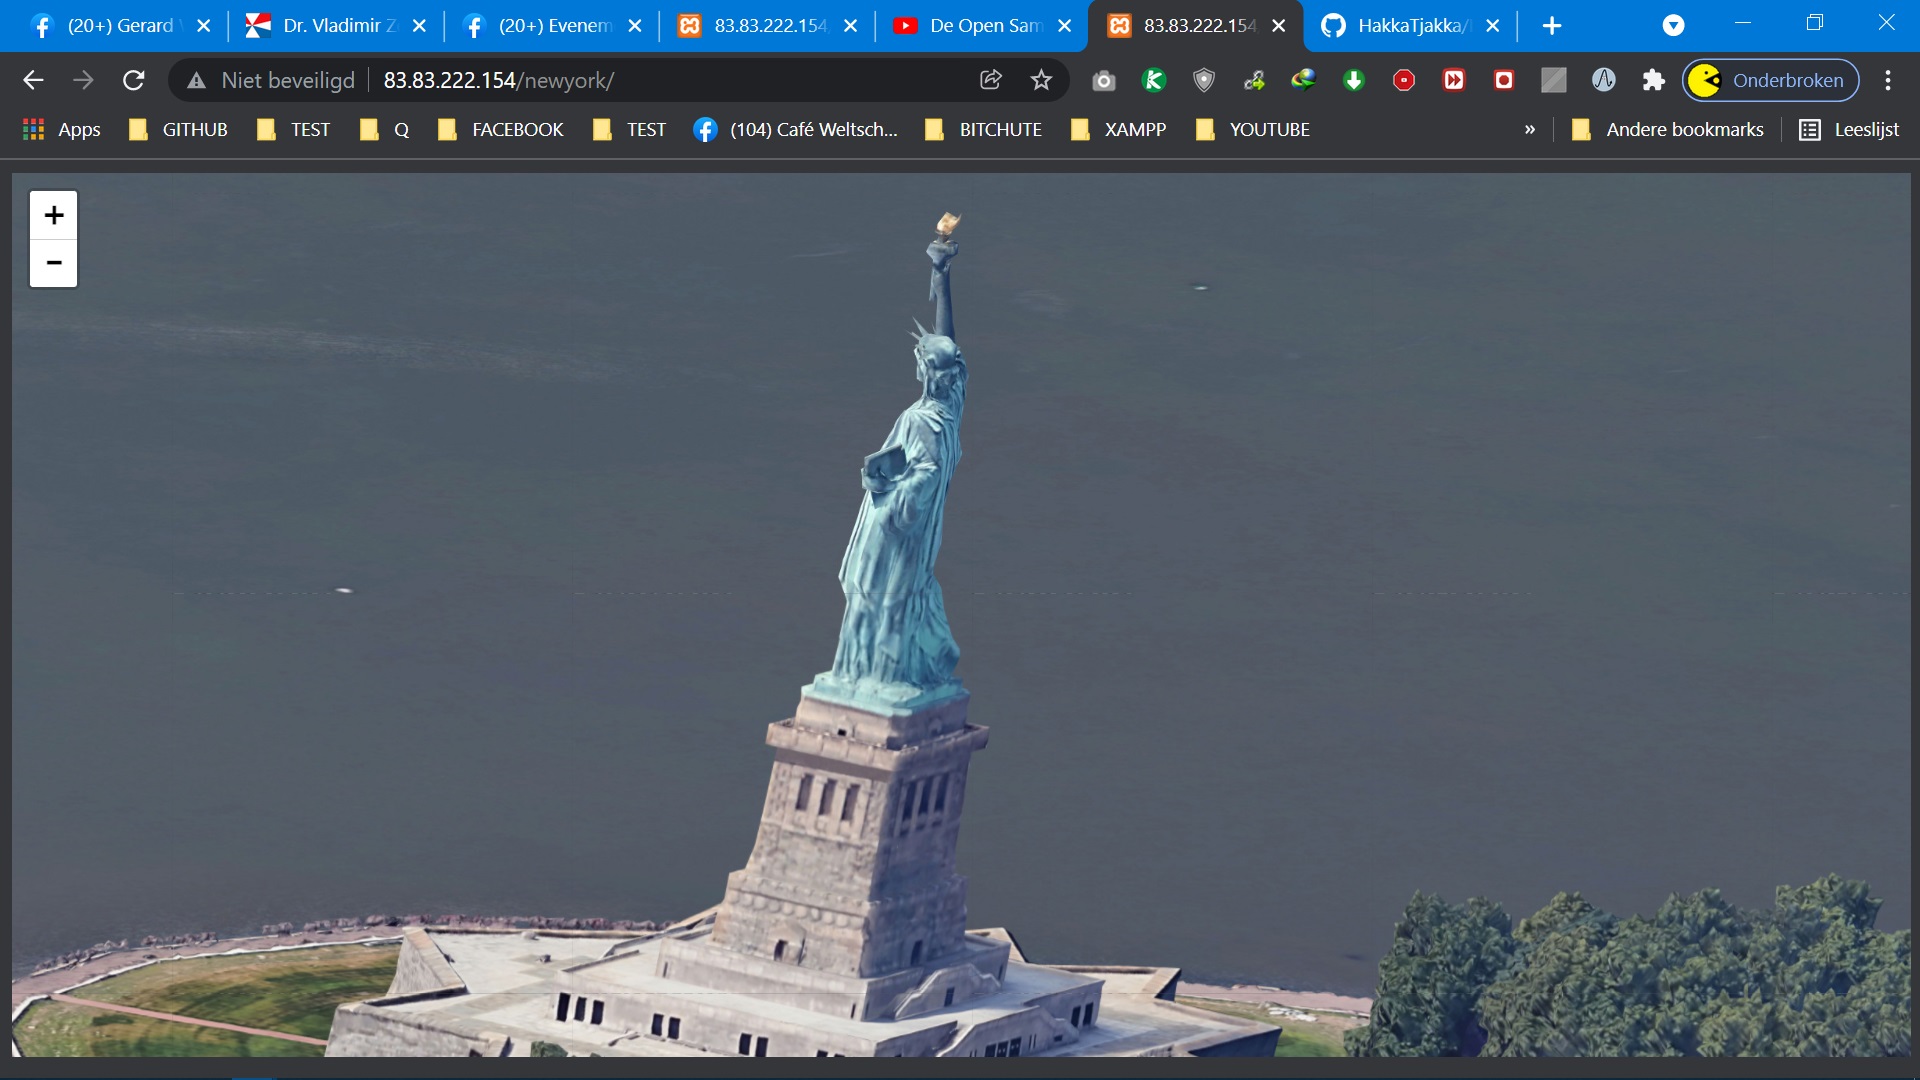 (20+) Gerard
Dr. Vladimir Z
(20+) Evenem
83.83.222.154
De Open Sam
83.83.222.154
HakkaTjakka/
Niet beveiligd
83.83.222.154/newyork/
Onderbroken
Apps
GITHUB
TEST
Q
FACEBOOK
TEST
(104) Café Weltsch...
BITCHUTE
XAMPP
YOUTUBE
»
Andere bookmarks
Leeslijst
+
−